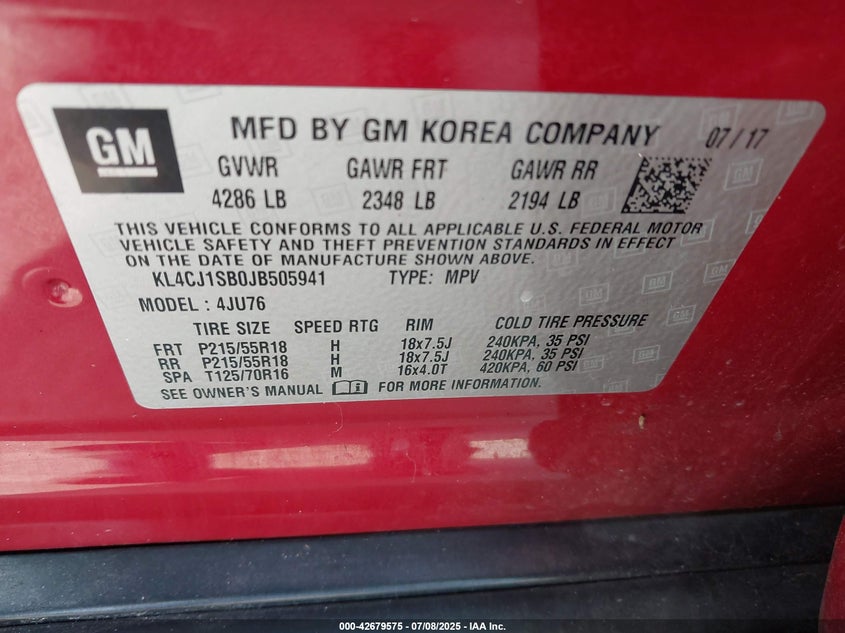 GM
MFD BY GM KOREA COMPANY 07/17
GVWR GAWR FRT GAWR RR
4286 LB 2348 LB 2194 LB
THIS VEHICLE CONFORMS TO ALL APPLICABLE U.S. FEDERAL MOTOR
VEHICLE SAFETY AND THEFT PREVENTION STANDARDS IN EFFECT
ON THE DATE OF MANUFACTURE SHOWN ABOVE.
KL4CJ1SB0JB505941 TYPE: MPV
MODEL : 4JU76
TIRE SIZE SPEED RTG RIM COLD TIRE PRESSURE
FRT P215/55R18 H 18x7.5J 240KPA, 35 PSI
RR P215/55R18 H 18x7.5J 240KPA, 35 PSI
SPA T125/70R16 M 16x4.0T 420KPA, 60 PSI
SEE OWNER'S MANUAL FOR MORE INFORMATION.
000-42679575 | 07/08/2025 - IAA Inc.